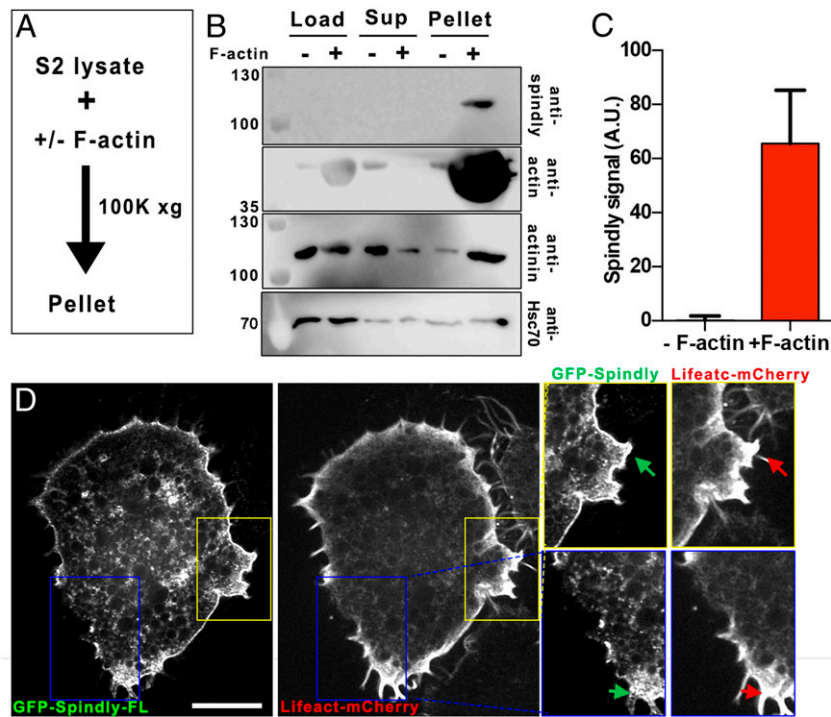 A
S2 lysate
+
+/- F-actin
100K xg
Pellet
B
Load Sup Pellet
F-actin - + - + - +
130
100
anti-spindly
35
anti-actin
130
100
anti-actinin
70
anti-Hsc70
C
Spindly signal (A.U.)
100
80
60
40
20
0
- F-actin +F-actin
D
GFP-Spindly-FL
Lifeact-mCherry
GFP-Spindly
Lifeatc-mCherry